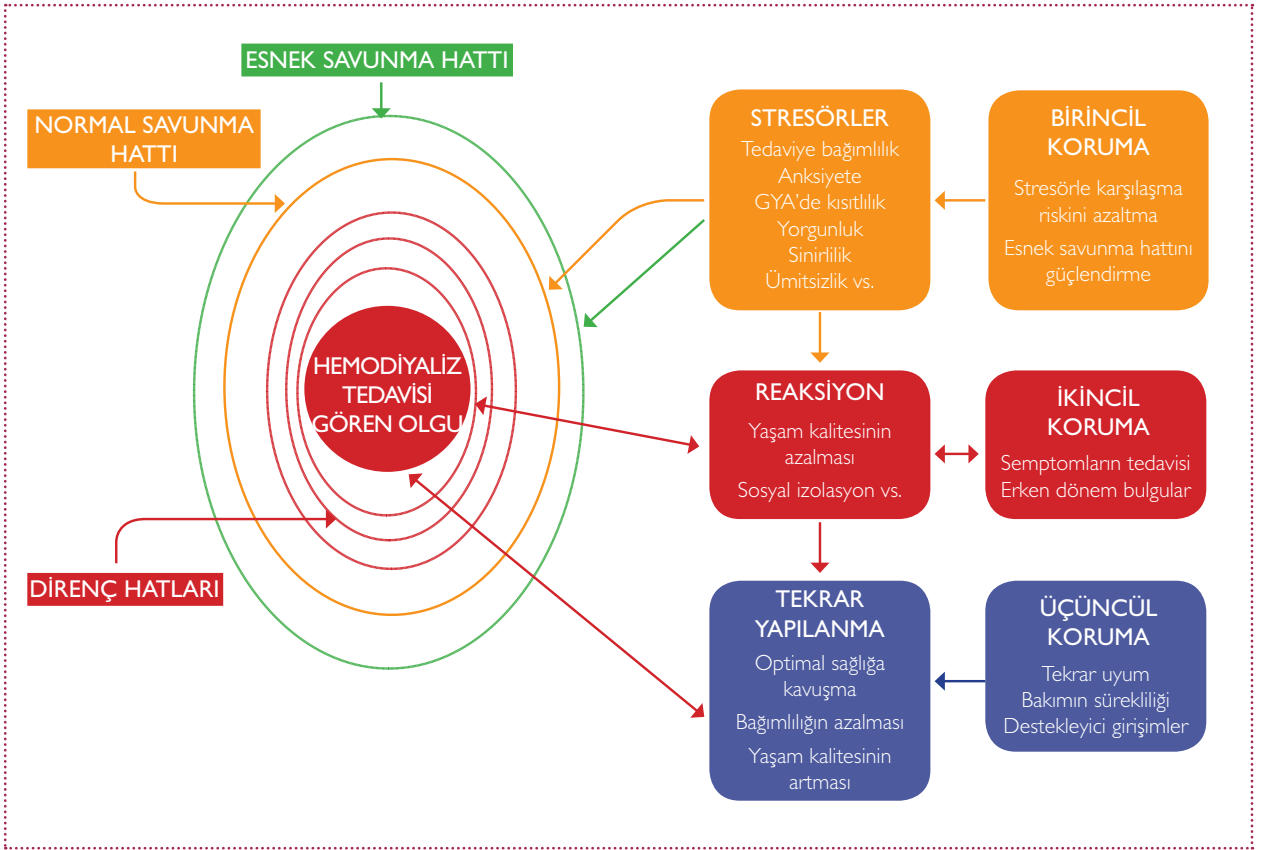 ESNEK SAVUNMA HATTI
NORMAL SAVUNMA
HATTI
HEMODİYALİZ
TEDAVİSİ
GÖREN OLGU
DİRENÇ HATLARI
STRESÖRLER
Tedaviye bağımlılık
Anksiyete
GYA'de kısıtlılık
Yorgunluk
Sinirlilik
Ümitsizlik vs.
BİRİNCİL
KORUMA
Stresörle karşılaşma
riskini azaltma
Esnek savunma hattını
güçlendirme
REAKSİYON
Yaşam kalitesinin
azalması
Sosyal izolasyon vs.
İKİNCİL
KORUMA
Semptomların tedavisi
Erken dönem bulgular
TEKRAR
YAPILANMA
Optimal sağlığa
kavuşma
Bağımlılığın azalması
Yaşam kalitesinin
artması
ÜÇÜNCÜL
KORUMA
Tekrar uyum
Bakımın sürekliliği
Destekleyici girişimler